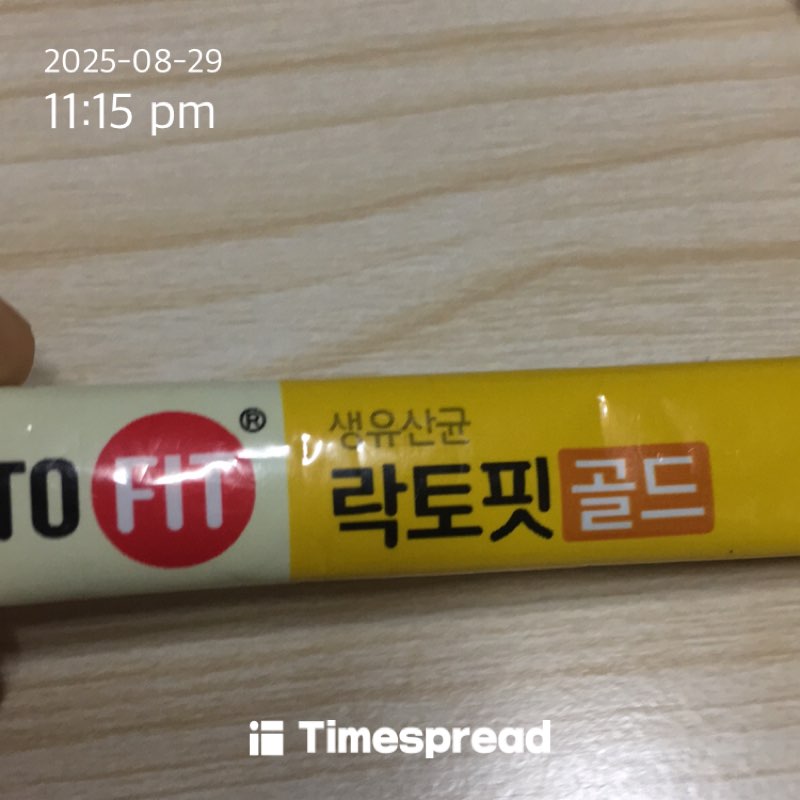 2025-08-29
11:15 pm
TO FIT®
생유산균
락토핏 골드
Timespread